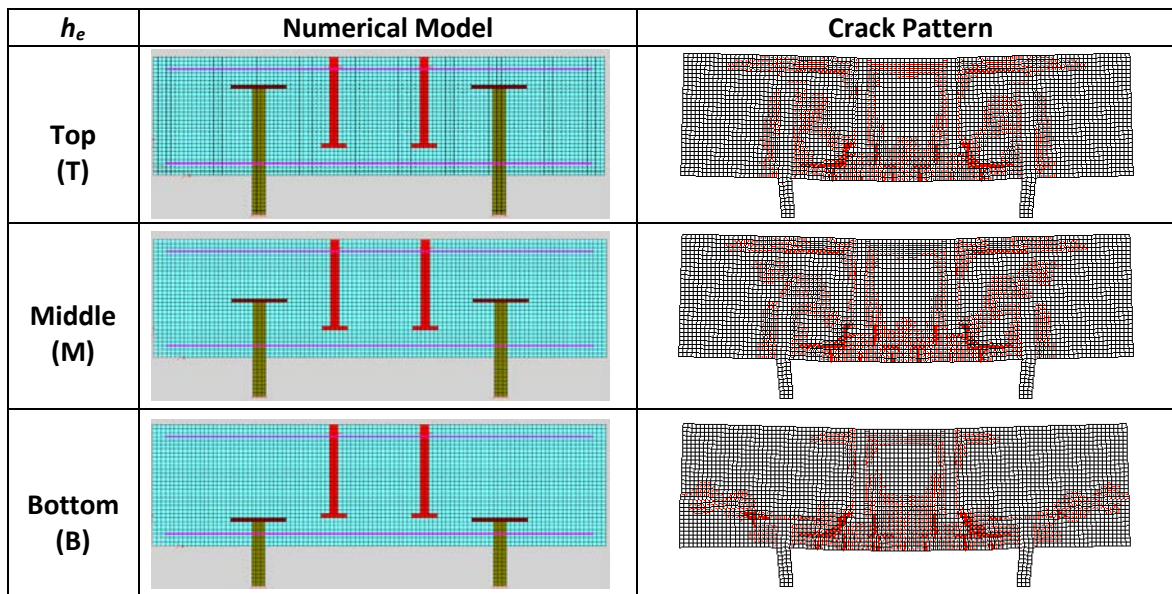 he Numerical Model Crack Pattern
Top
(T)
Middle
(M)
Bottom
(B)